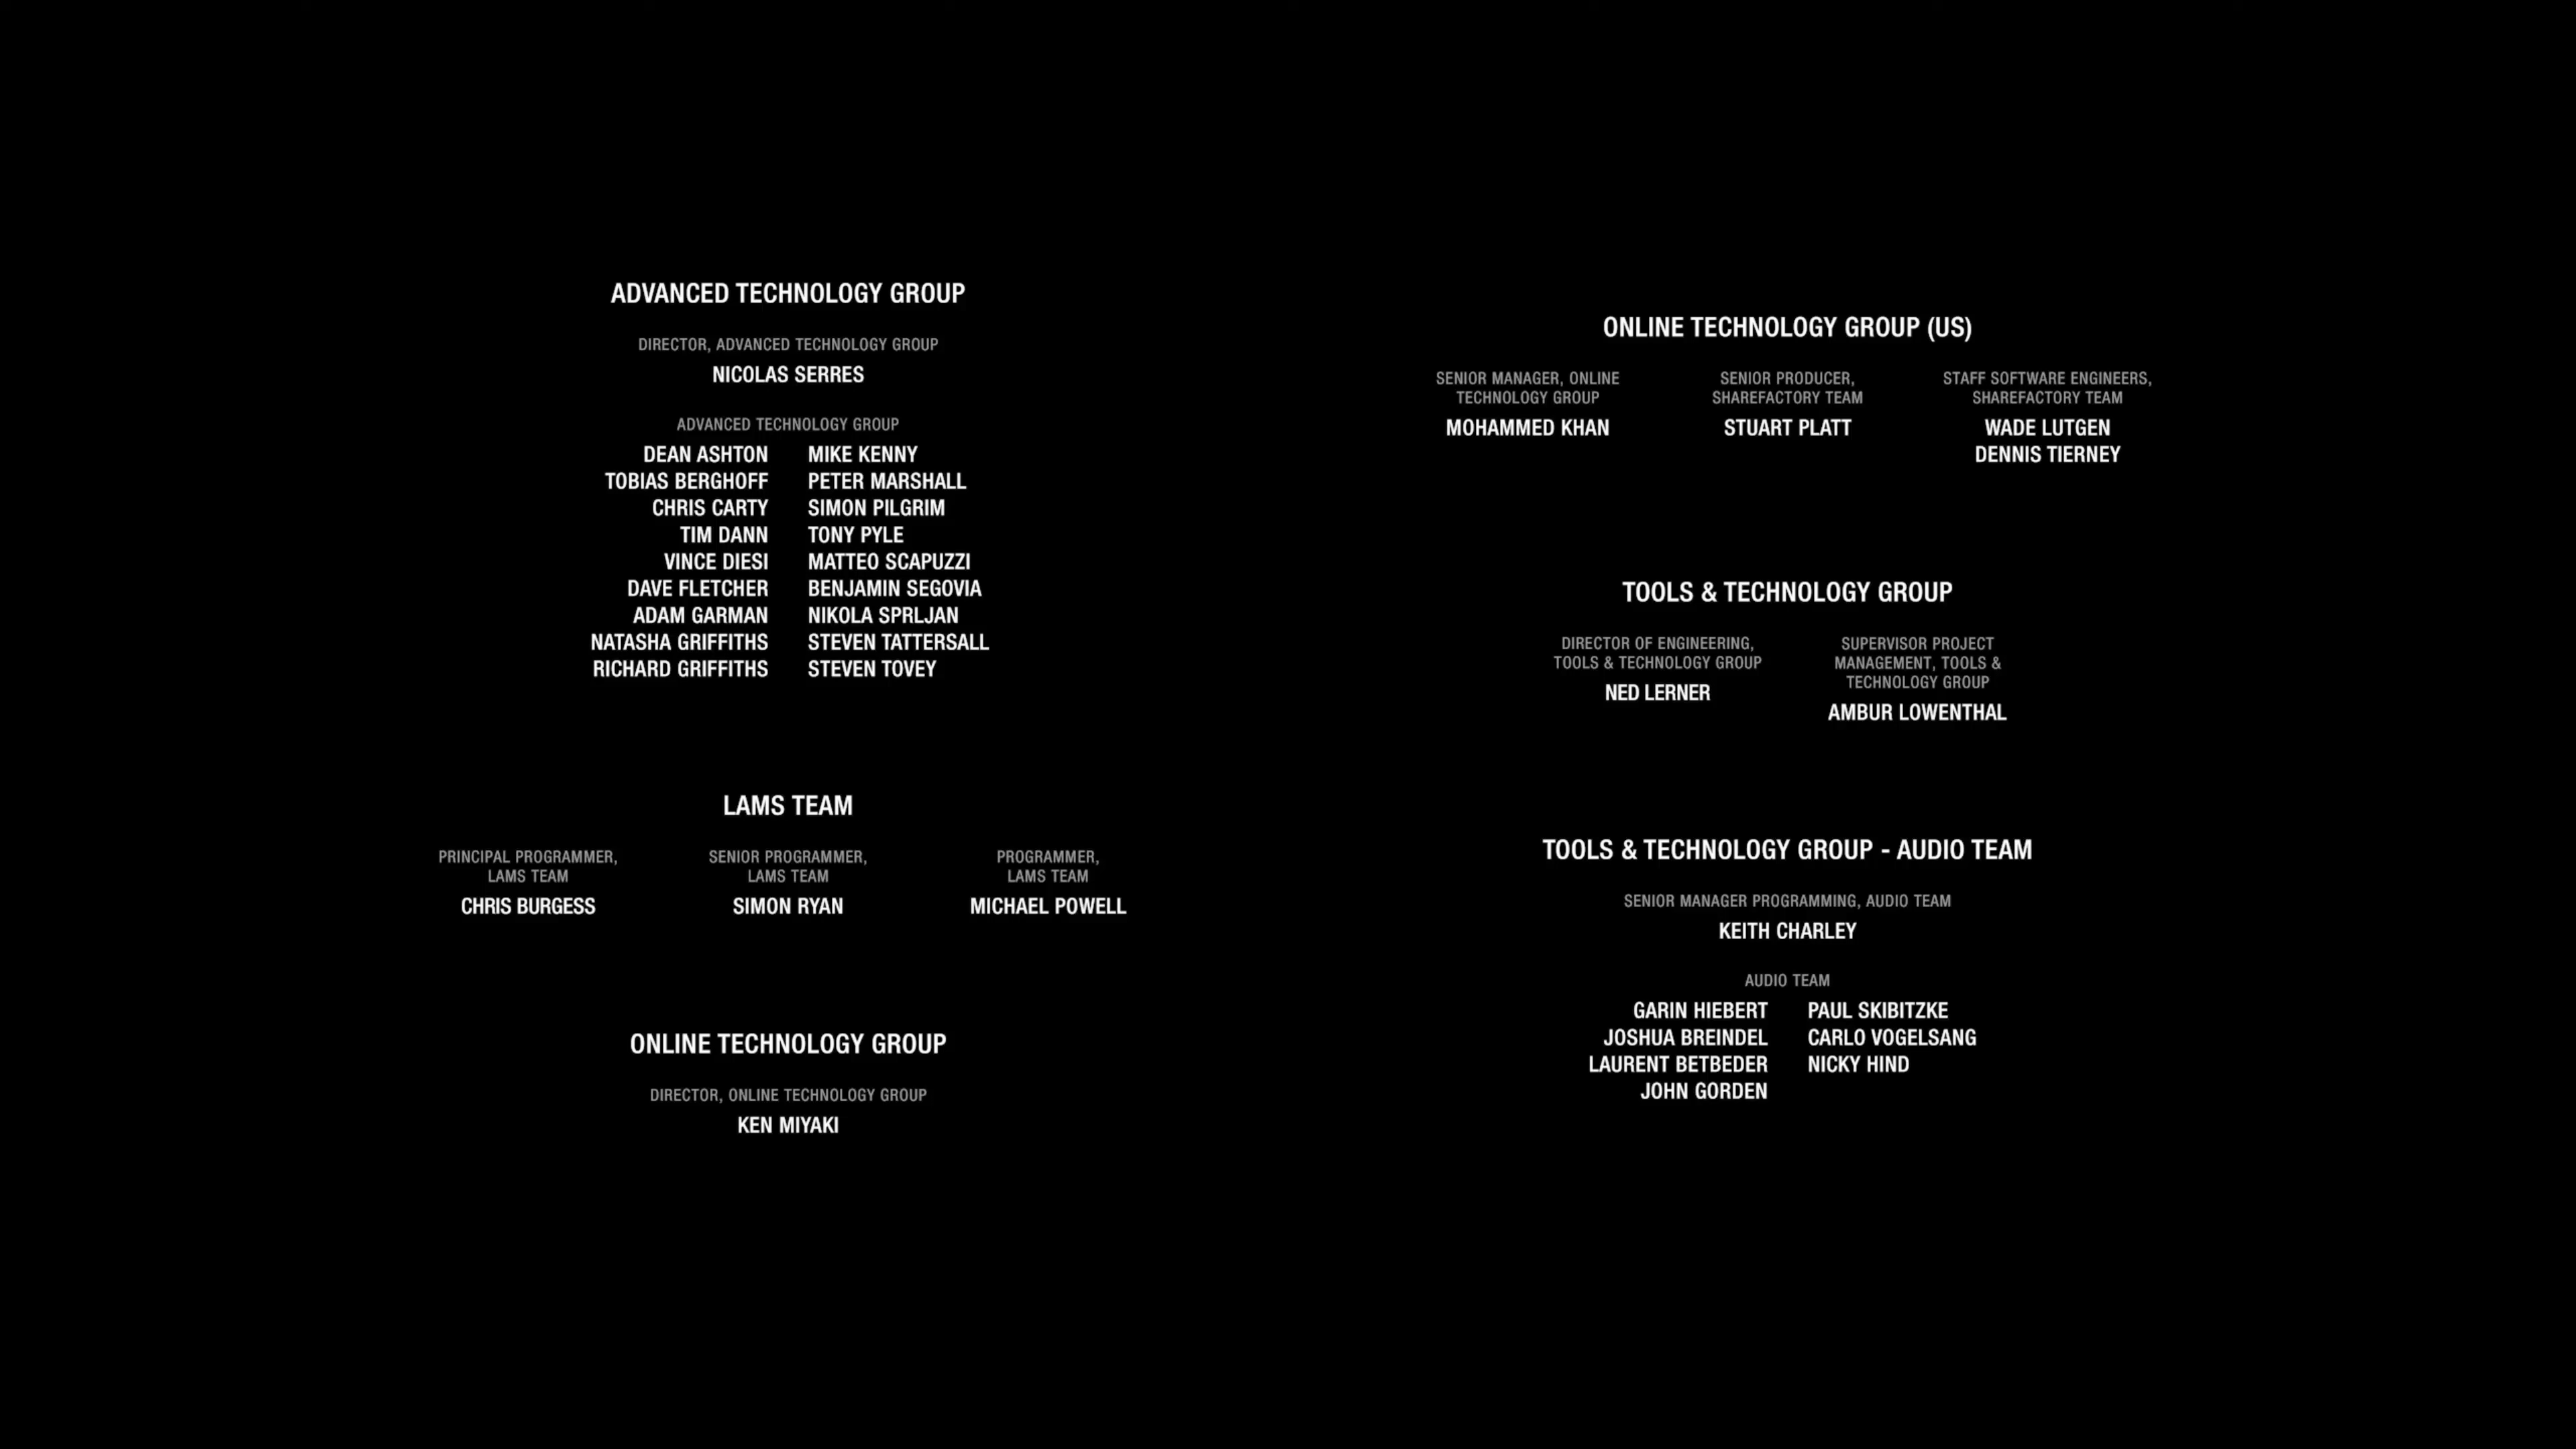 ADVANCED TECHNOLOGY GROUP
DIRECTOR, ADVANCED TECHNOLOGY GROUP
NICOLAS SERRES
ADVANCED TECHNOLOGY GROUP
DEAN ASHTON MIKE KENNY
TOBIAS BERGHOFF PETER MARSHALL
CHRIS CARTY SIMON PILGRIM
TIM DANN TONY PYLE
VINCE DIESI MATTEO SCAPUZZI
DAVE FLETCHER BENJAMIN SEGOVIA
ADAM GARMAN NIKOLA SPRLJAN
NATASHA GRIFFITHS STEVEN TATTERSALL
RICHARD GRIFFITHS STEVEN TOVEY
LAMS TEAM
PRINCIPAL PROGRAMMER,
LAMS TEAM
CHRIS BURGESS
SENIOR PROGRAMMER,
LAMS TEAM
SIMON RYAN
PROGRAMMER,
LAMS TEAM
MICHAEL POWELL
ONLINE TECHNOLOGY GROUP
DIRECTOR, ONLINE TECHNOLOGY GROUP
KEN MIYAKI
ONLINE TECHNOLOGY GROUP (US)
SENIOR MANAGER, ONLINE
TECHNOLOGY GROUP
MOHAMMED KHAN
SENIOR PRODUCER,
SHAREFACTORY TEAM
STUART PLATT
STAFF SOFTWARE ENGINEERS,
SHAREFACTORY TEAM
WADE LUTGEN
DENNIS TIERNEY
TOOLS & TECHNOLOGY GROUP
DIRECTOR OF ENGINEERING,
TOOLS & TECHNOLOGY GROUP
NED LERNER
SUPERVISOR PROJECT
MANAGEMENT, TOOLS &
TECHNOLOGY GROUP
AMBUR LOWENTHAL
TOOLS & TECHNOLOGY GROUP - AUDIO TEAM
SENIOR MANAGER PROGRAMMING, AUDIO TEAM
KEITH CHARLEY
AUDIO TEAM
GARIN HIEBERT PAUL SKIBITZKE
JOSHUA BREINDEL CARLO VOGELSANG
LAURENT BETBEDER NICKY HIND
JOHN GORDEN